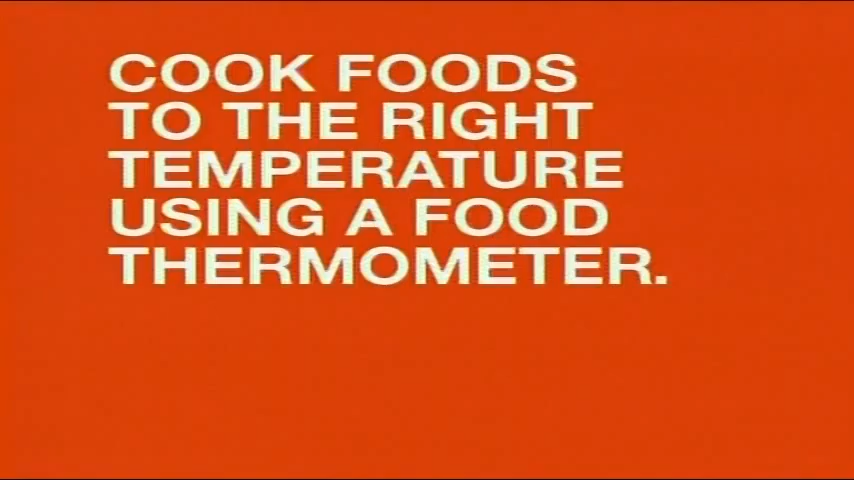 COOK FOODS
TO THE RIGHT
TEMPERATURE
USING A FOOD
THERMOMETER.